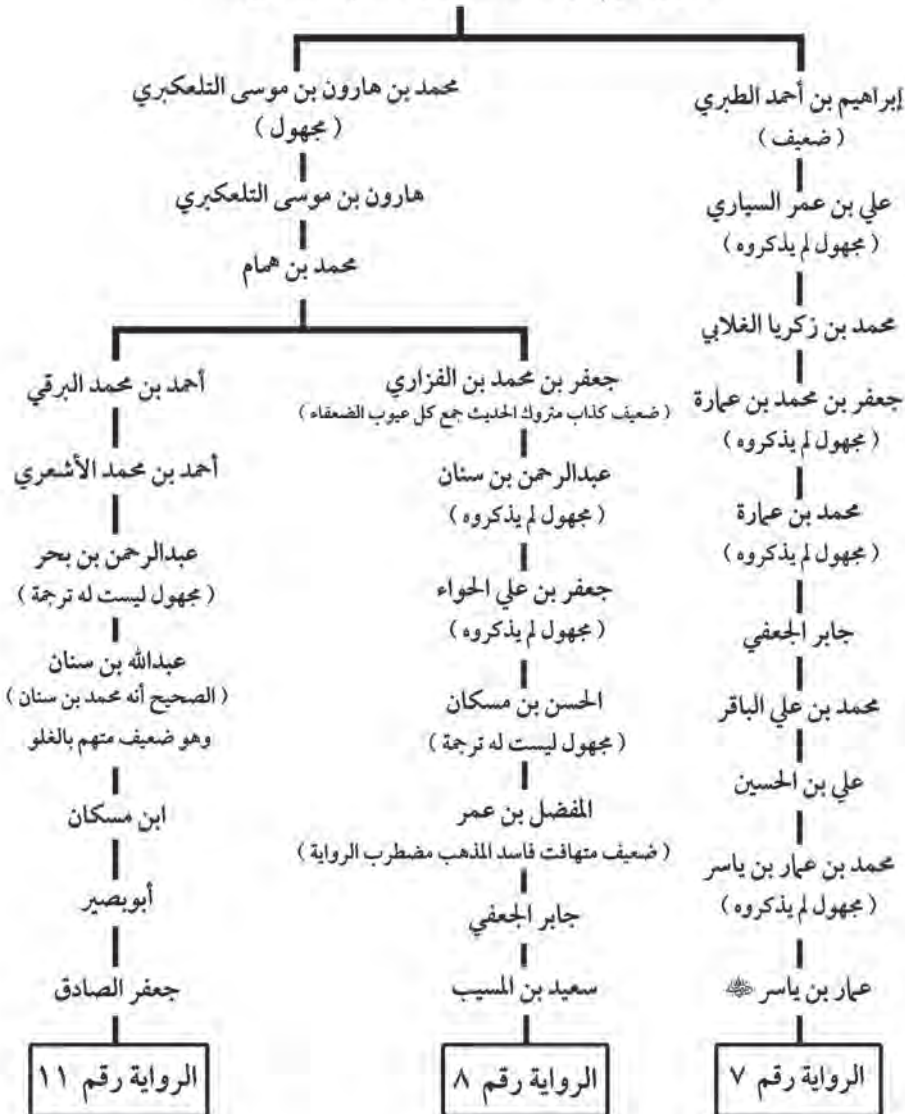 إبراهيم بن أحمد الطبري
( ضعيف )
علي بن عمر السياري
( مجهول لم يذكروه )
محمد بن زكريا الغلابي
جعفر بن محمد بن عمارة
( مجهول لم يذكروه )
محمد بن عمارة
( مجهول لم يذكروه )
جابر الجعفي
محمد بن علي الباقر
علي بن الحسين
محمد بن عمار بن ياسر
( مجهول لم يذكروه )
عمار بن ياسر ﵁
الرواية رقم ٧
محمد بن هارون بن موسى التلعكبري
( مجهول )
هارون بن موسى التلعكبري
محمد بن همام
جعفر بن محمد بن الفزاري
( ضعيف كذاب متروك الحديث جمع كل عيوب الضعفاء )
عبدالرحمن بن سنان
( مجهول لم يذكروه )
جعفر بن علي الحواء
( مجهول لم يذكروه )
الحسن بن مسكان
( مجهول ليست له ترجمة )
المفضل بن عمر
( ضعيف متهافت فاسد المذهب مضطرب الرواية )
جابر الجعفي
سعيد بن المسيب
الرواية رقم ٨
أحمد بن محمد البرقي
أحمد بن محمد الأشعري
عبدالرحمن بن بحر
( مجهول ليست له ترجمة )
عبدالله بن سنان
( الصحيح أنه محمد بن سنان )
وهو ضعيف متهم بالغلو
ابن مسكان
أبوبصير
جعفر الصادق
الرواية رقم ١١